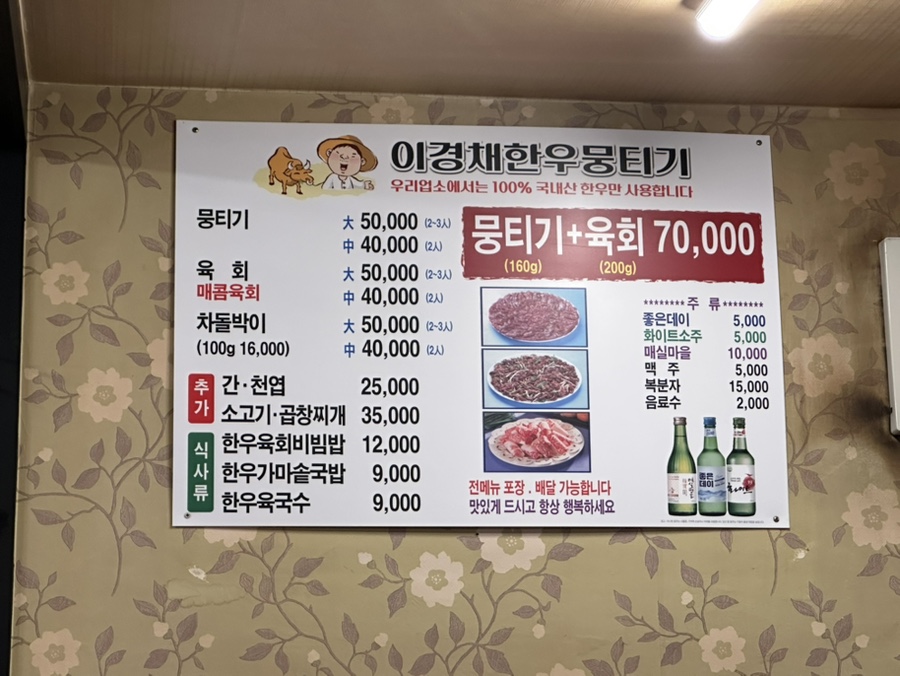 이경채한우뭉티기
우리업소에서는 100% 국내산 한우만 사용합니다
뭉티기 大 50,000 (2~3人)
中 40,000 (2人)
육 회 大 50,000 (2~3人)
매콤육회 中 40,000 (2人)
차돌박이 大 50,000 (2~3人)
(100g 16,000) 中 40,000 (2人)
추가
간·천엽 25,000
소고기·곱창찌개 35,000
식사류
한우육회비빔밥 12,000
한우가마솥국밥 9,000
한우육국수 9,000
뭉티기+육회 70,000
(160g) (200g)
******** 주 류 ********
좋은데이 5,000
화이트소주 5,000
매실마을 10,000
맥 주 5,000
복분자 15,000
음료수 2,000
좋은데이
전메뉴 포장 . 배달 가능합니다
맛있게 드시고 항상 행복하세요